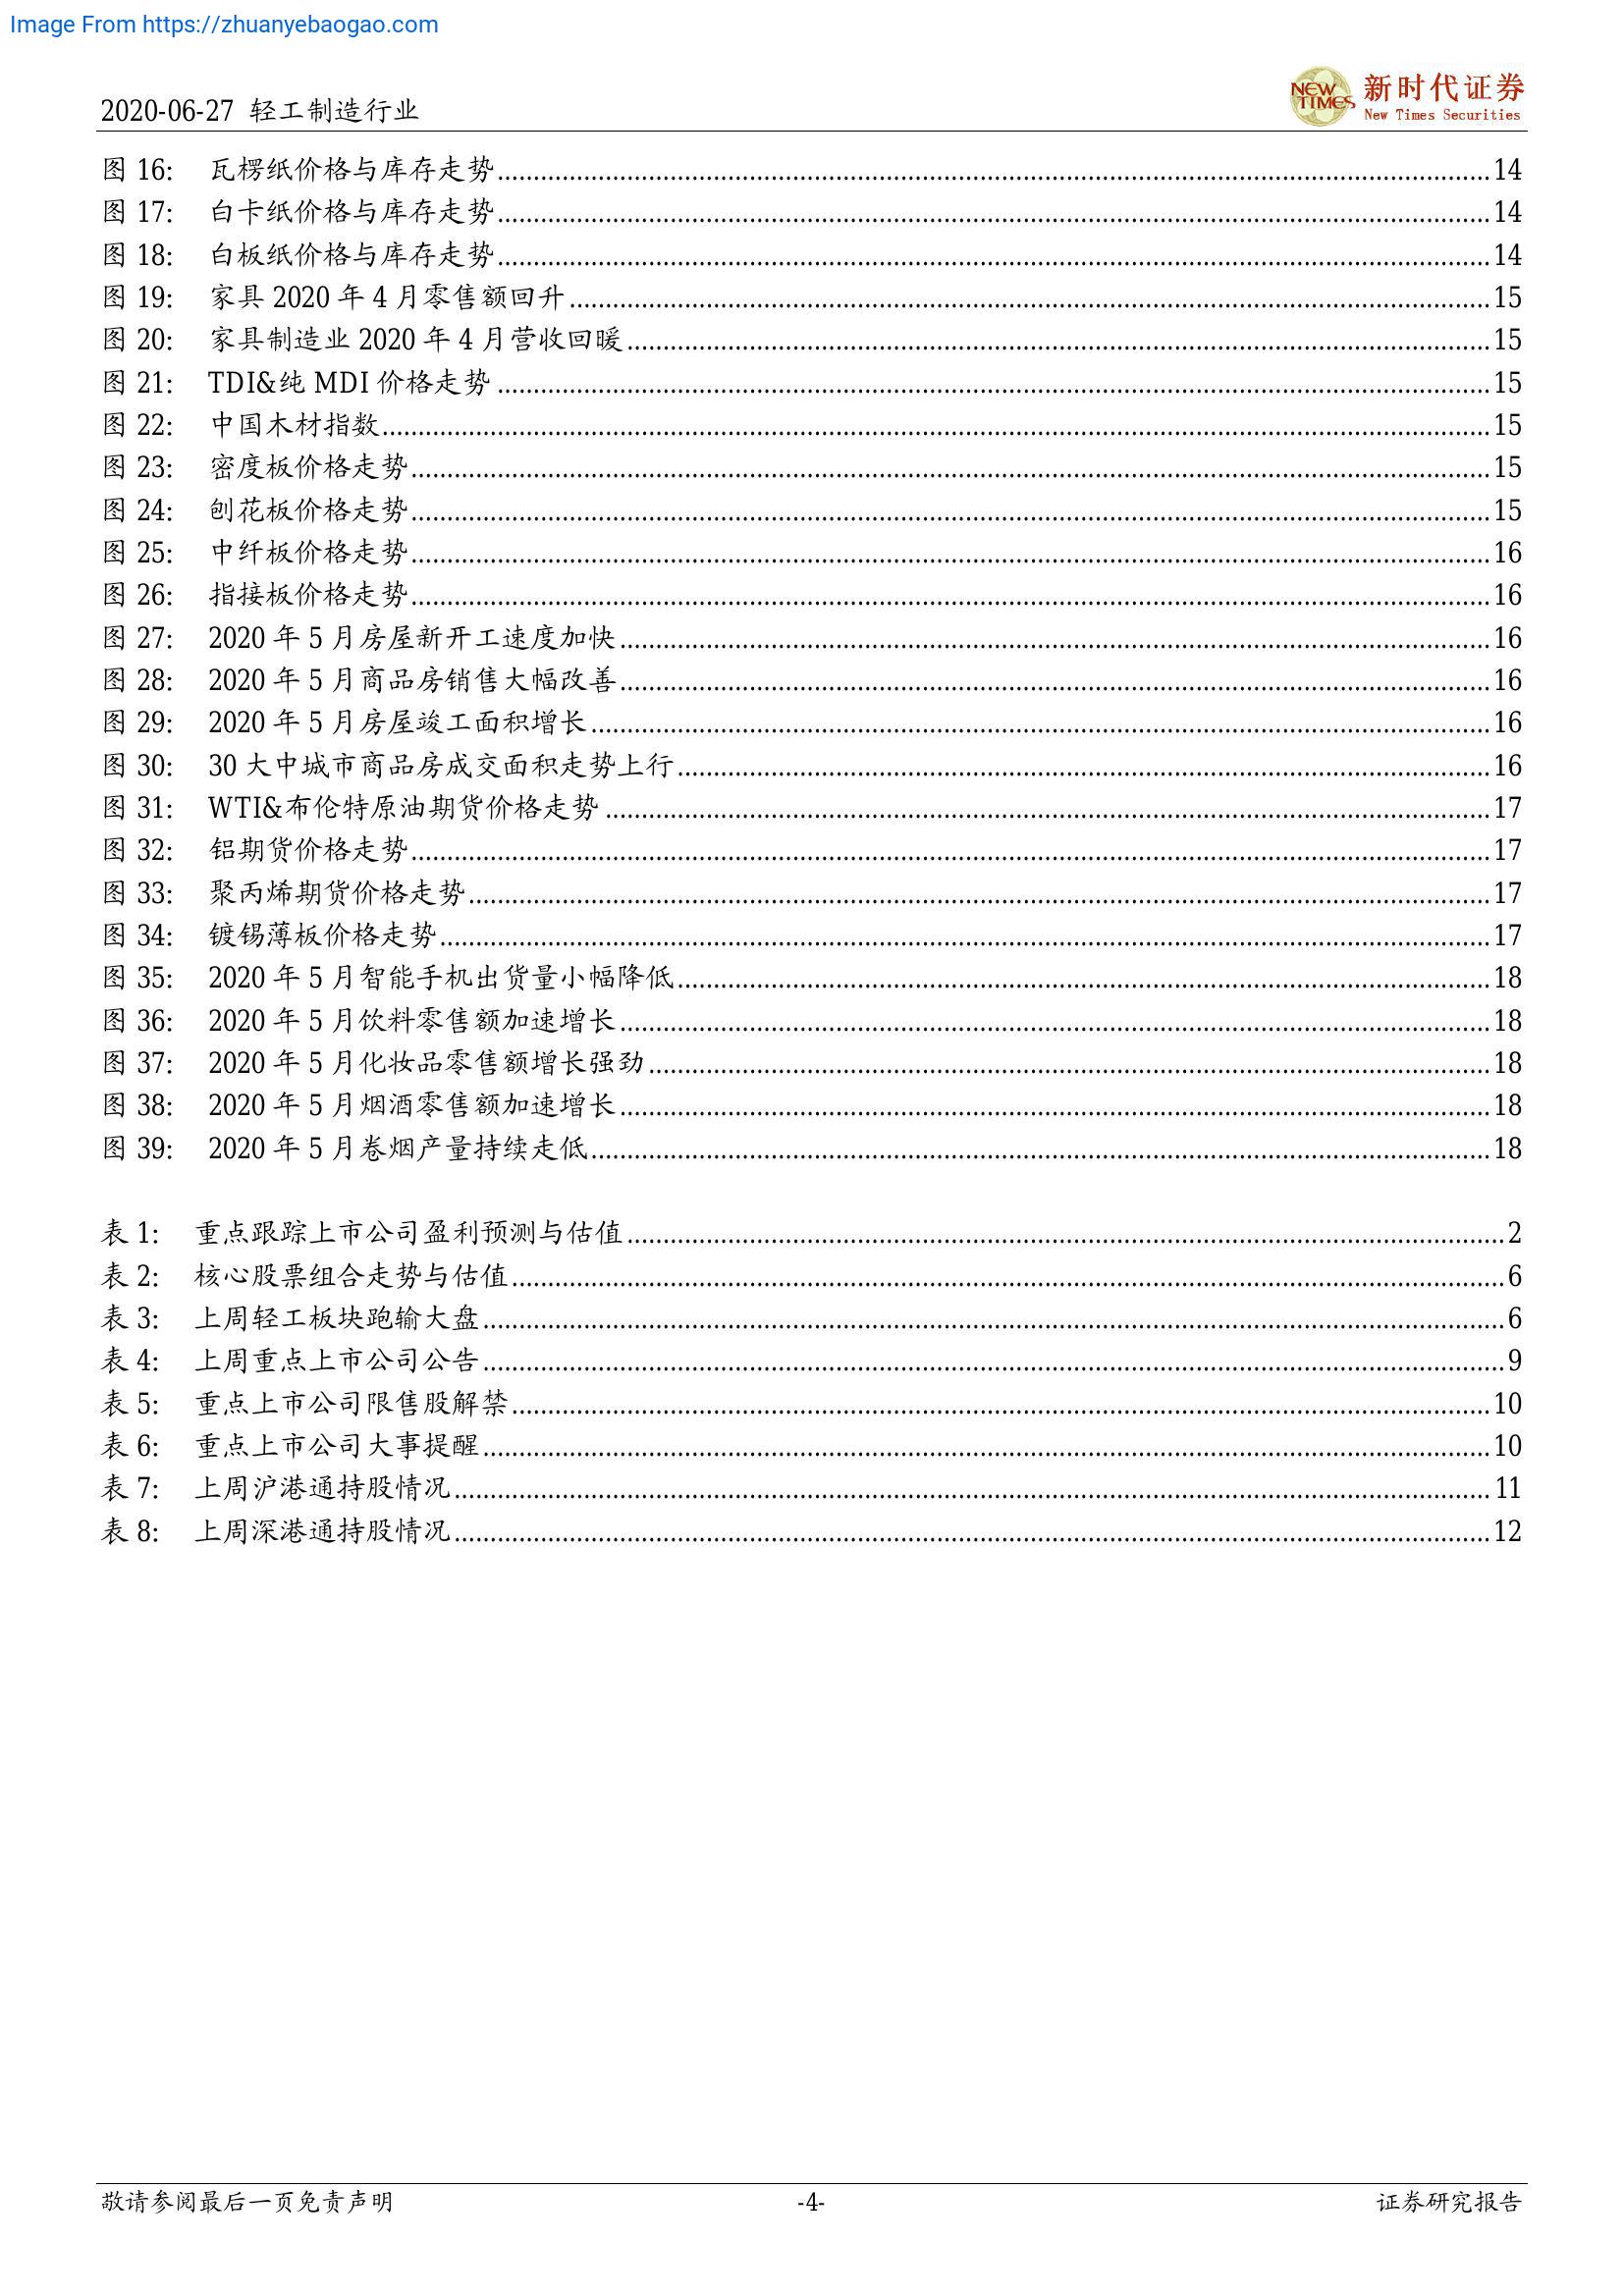 Image From https://zhuanyebaogao.com
2020-06-27 轻工制造行业
NEW TIMES 新时代证券
New Times Securities
图 16: 瓦楞纸价格与库存走势 14
图 17: 白卡纸价格与库存走势 14
图 18: 白板纸价格与库存走势 14
图 19: 家具 2020 年 4 月零售额回升 15
图 20: 家具制造业 2020 年 4 月营收回暖 15
图 21: TDI&纯 MDI 价格走势 15
图 22: 中国木材指数 15
图 23: 密度板价格走势 15
图 24: 刨花板价格走势 15
图 25: 中纤板价格走势 16
图 26: 指接板价格走势 16
图 27: 2020 年 5 月房屋新开工速度加快 16
图 28: 2020 年 5 月商品房销售大幅改善 16
图 29: 2020 年 5 月房屋竣工面积增长 16
图 30: 30 大中城市商品房成交面积走势上行 16
图 31: WTI&布伦特原油期货价格走势 17
图 32: 铝期货价格走势 17
图 33: 聚丙烯期货价格走势 17
图 34: 镀锡薄板价格走势 17
图 35: 2020 年 5 月智能手机出货量小幅降低 18
图 36: 2020 年 5 月饮料零售额加速增长 18
图 37: 2020 年 5 月化妆品零售额增长强劲 18
图 38: 2020 年 5 月烟酒零售额加速增长 18
图 39: 2020 年 5 月卷烟产量持续走低 18
表 1: 重点跟踪上市公司盈利预测与估值 2
表 2: 核心股票组合走势与估值 6
表 3: 上周轻工板块跑输大盘 6
表 4: 上周重点上市公司公告 9
表 5: 重点上市公司限售股解禁 10
表 6: 重点上市公司大事提醒 10
表 7: 上周沪港通持股情况 11
表 8: 上周深港通持股情况 12
敬请参阅最后一页免责声明 -4- 证券研究报告